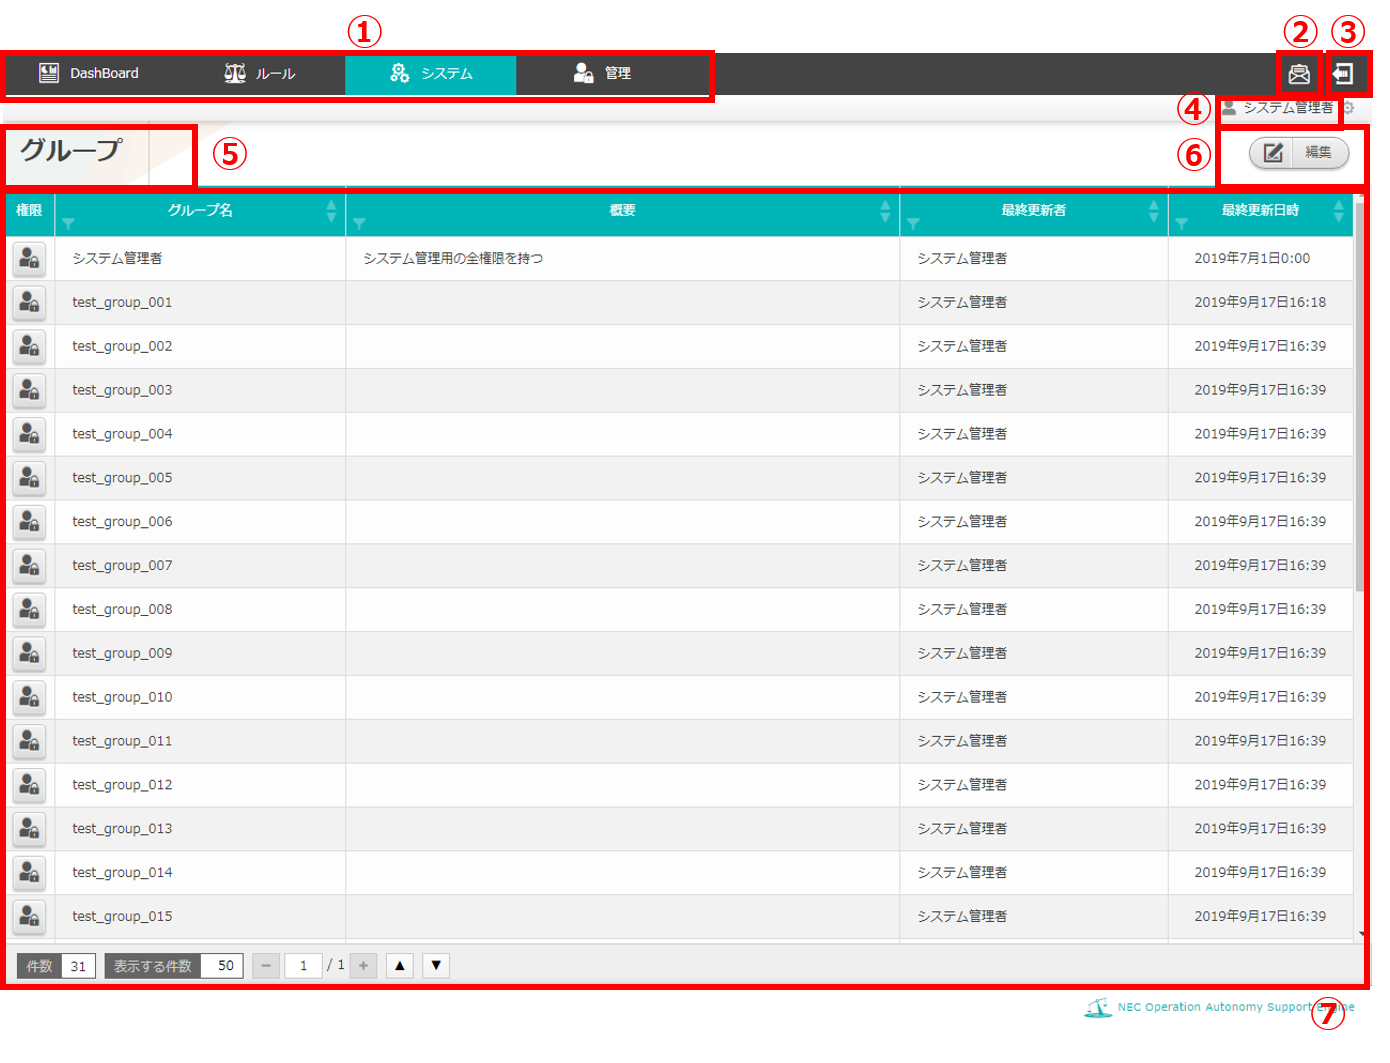 ① ② ③
DashBoard ルール システム 管理
④ システム管理者
グループ ⑤ ⑥ 編集
権限 グループ名 概要 最終更新者 最終更新日時
システム管理者 システム管理用の全権限を持つ システム管理者 2019年7月1日0:00
test_group_001 システム管理者 2019年9月17日16:18
test_group_002 システム管理者 2019年9月17日16:39
test_group_003 システム管理者 2019年9月17日16:39
test_group_004 システム管理者 2019年9月17日16:39
test_group_005 システム管理者 2019年9月17日16:39
test_group_006 システム管理者 2019年9月17日16:39
test_group_007 システム管理者 2019年9月17日16:39
test_group_008 システム管理者 2019年9月17日16:39
test_group_009 システム管理者 2019年9月17日16:39
test_group_010 システム管理者 2019年9月17日16:39
test_group_011 システム管理者 2019年9月17日16:39
test_group_012 システム管理者 2019年9月17日16:39
test_group_013 システム管理者 2019年9月17日16:39
test_group_014 システム管理者 2019年9月17日16:39
test_group_015 システム管理者 2019年9月17日16:39
件数 31 表示する件数 50 − 1 / 1 + ▲ ▼
NEC Operation Autonomy Support Engine ⑦